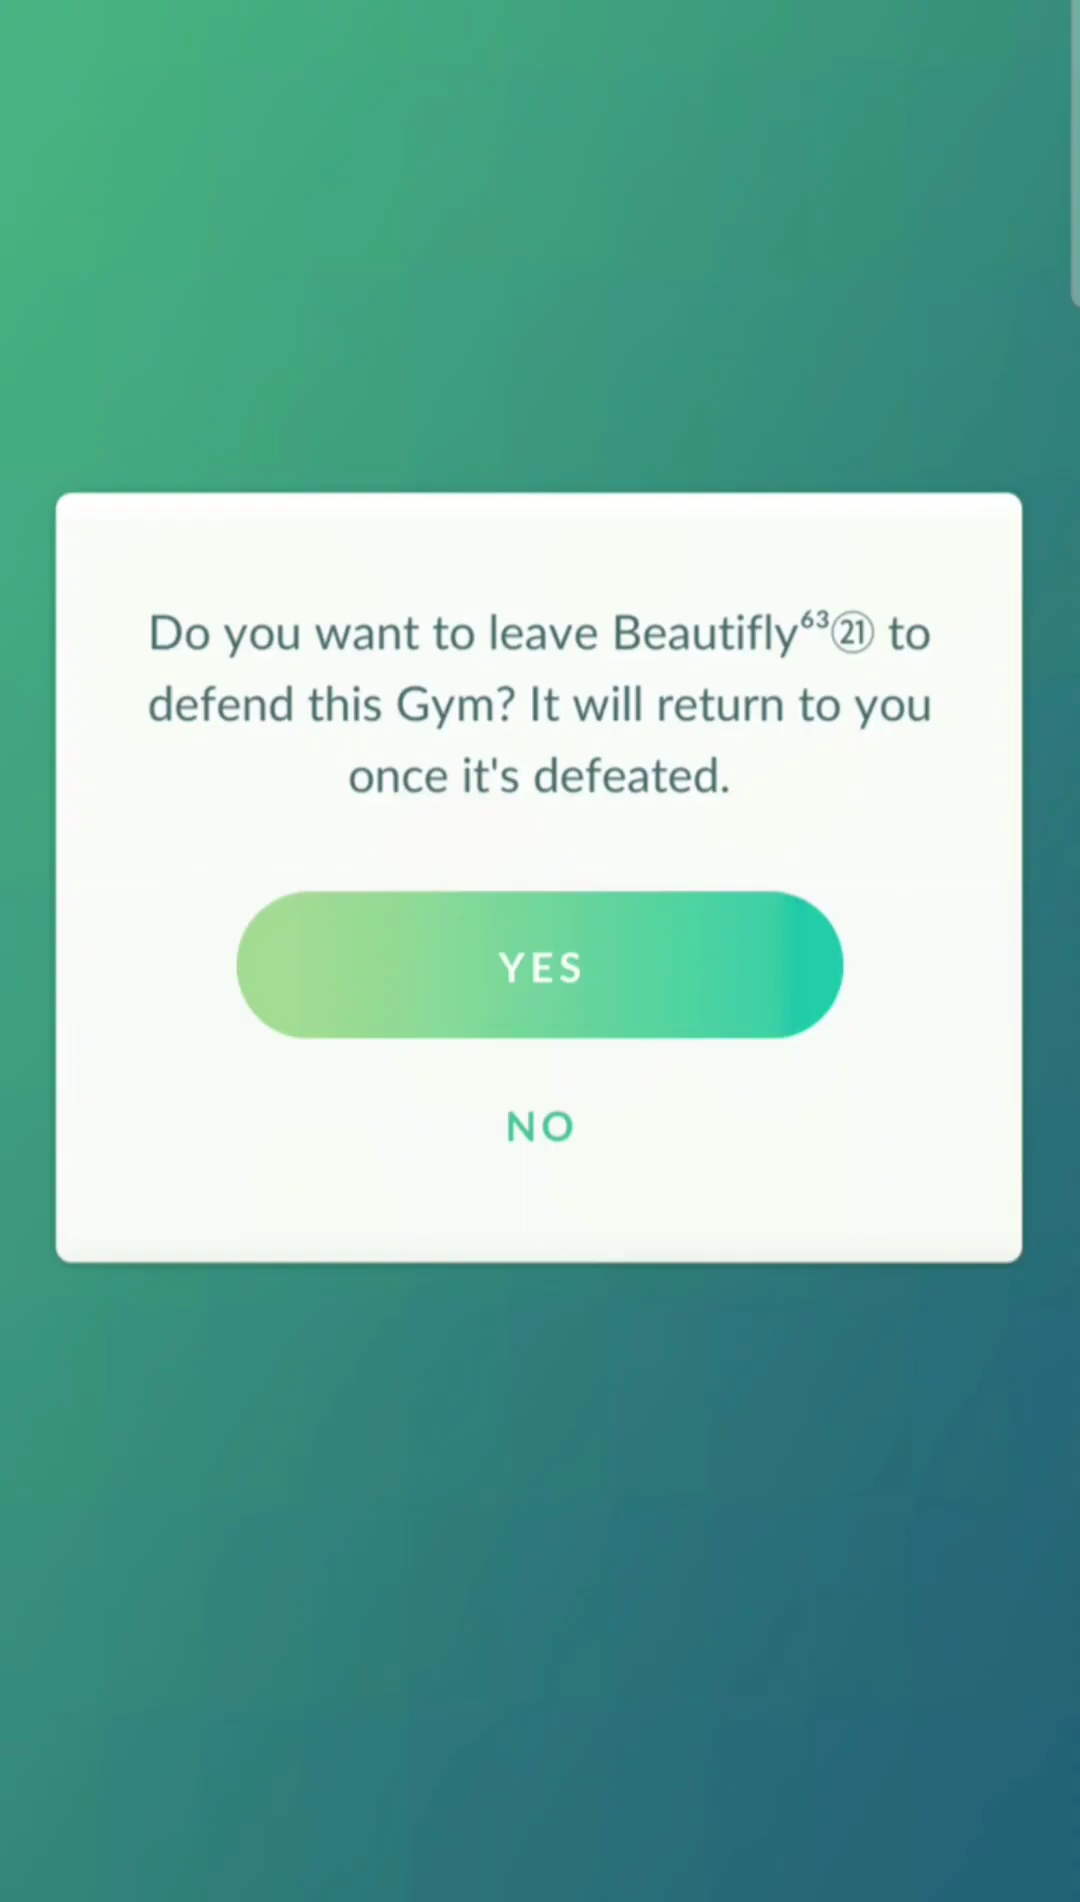 Do you want to leave Beautifly⁶³㉑ to
defend this Gym? It will return to you
once it's defeated.
YES
NO